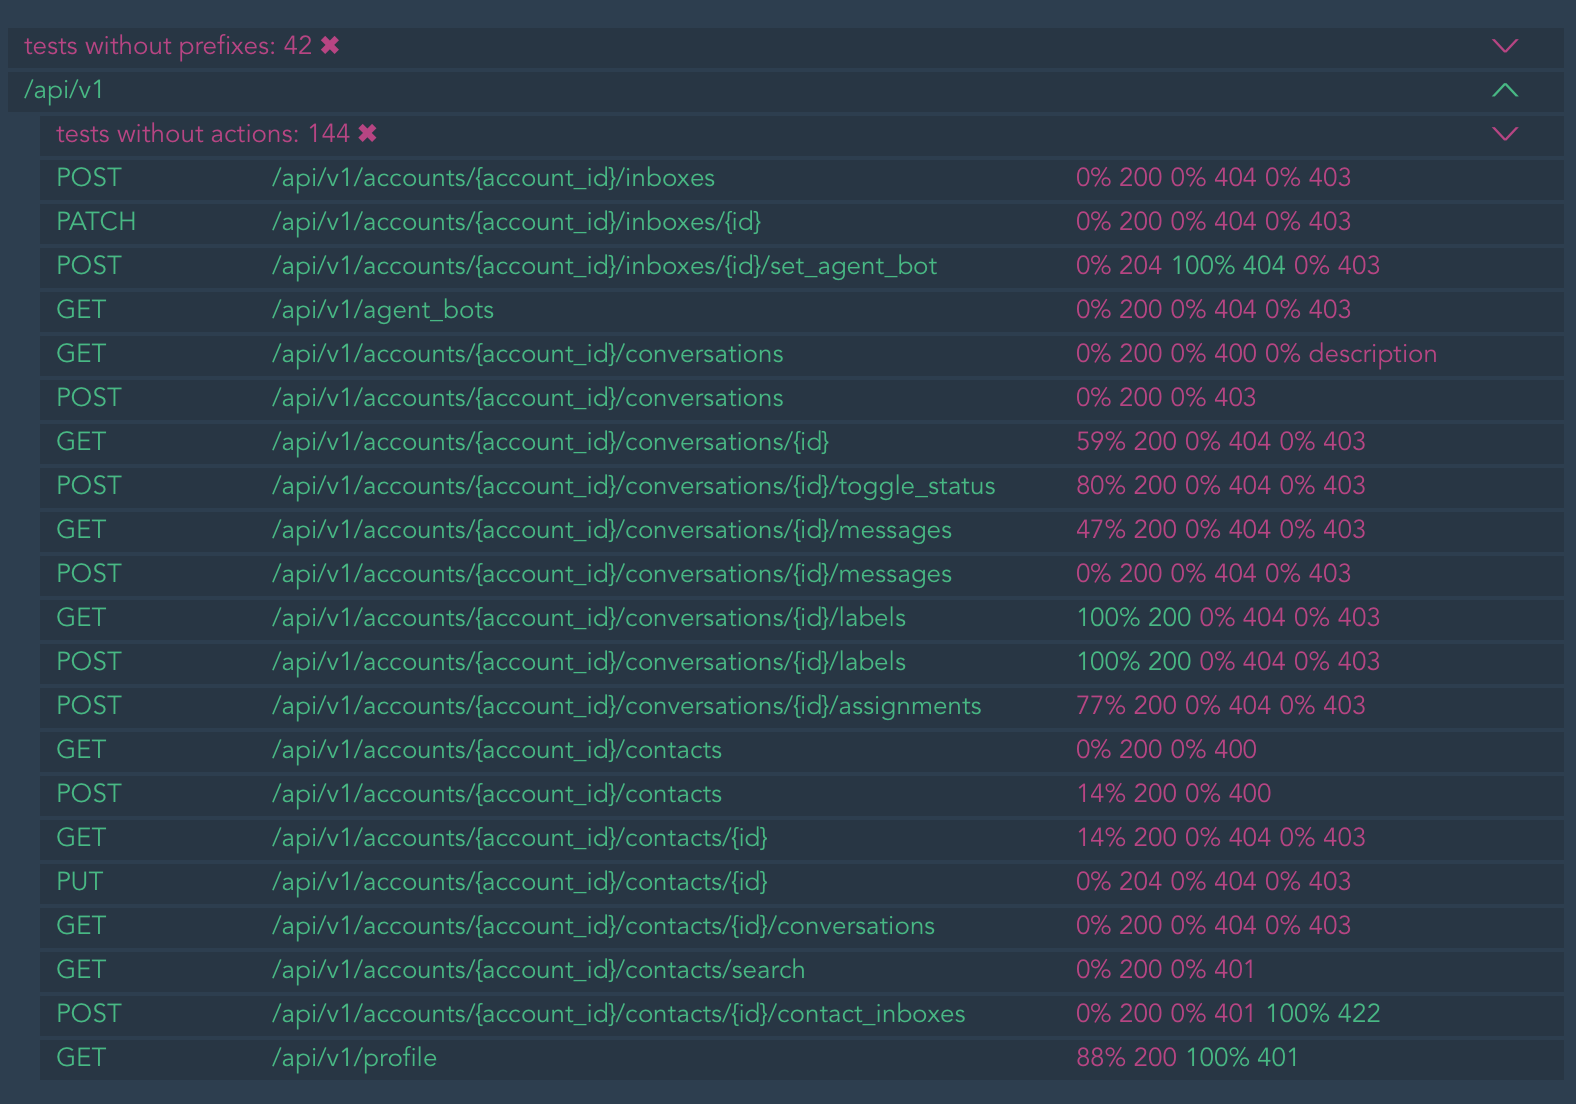 tests without prefixes: 42 ✖
/api/v1
tests without actions: 144 ✖
POST /api/v1/accounts/{account_id}/inboxes 0% 200 0% 404 0% 403
PATCH /api/v1/accounts/{account_id}/inboxes/{id} 0% 200 0% 404 0% 403
POST /api/v1/accounts/{account_id}/inboxes/{id}/set_agent_bot 0% 204 100% 404 0% 403
GET /api/v1/agent_bots 0% 200 0% 404 0% 403
GET /api/v1/accounts/{account_id}/conversations 0% 200 0% 400 0% description
POST /api/v1/accounts/{account_id}/conversations 0% 200 0% 403
GET /api/v1/accounts/{account_id}/conversations/{id} 59% 200 0% 404 0% 403
POST /api/v1/accounts/{account_id}/conversations/{id}/toggle_status 80% 200 0% 404 0% 403
GET /api/v1/accounts/{account_id}/conversations/{id}/messages 47% 200 0% 404 0% 403
POST /api/v1/accounts/{account_id}/conversations/{id}/messages 0% 200 0% 404 0% 403
GET /api/v1/accounts/{account_id}/conversations/{id}/labels 100% 200 0% 404 0% 403
POST /api/v1/accounts/{account_id}/conversations/{id}/labels 100% 200 0% 404 0% 403
POST /api/v1/accounts/{account_id}/conversations/{id}/assignments 77% 200 0% 404 0% 403
GET /api/v1/accounts/{account_id}/contacts 0% 200 0% 400
POST /api/v1/accounts/{account_id}/contacts 14% 200 0% 400
GET /api/v1/accounts/{account_id}/contacts/{id} 14% 200 0% 404 0% 403
PUT /api/v1/accounts/{account_id}/contacts/{id} 0% 204 0% 404 0% 403
GET /api/v1/accounts/{account_id}/contacts/{id}/conversations 0% 200 0% 404 0% 403
GET /api/v1/accounts/{account_id}/contacts/search 0% 200 0% 401
POST /api/v1/accounts/{account_id}/contacts/{id}/contact_inboxes 0% 200 0% 401 100% 422
GET /api/v1/profile 88% 200 100% 401